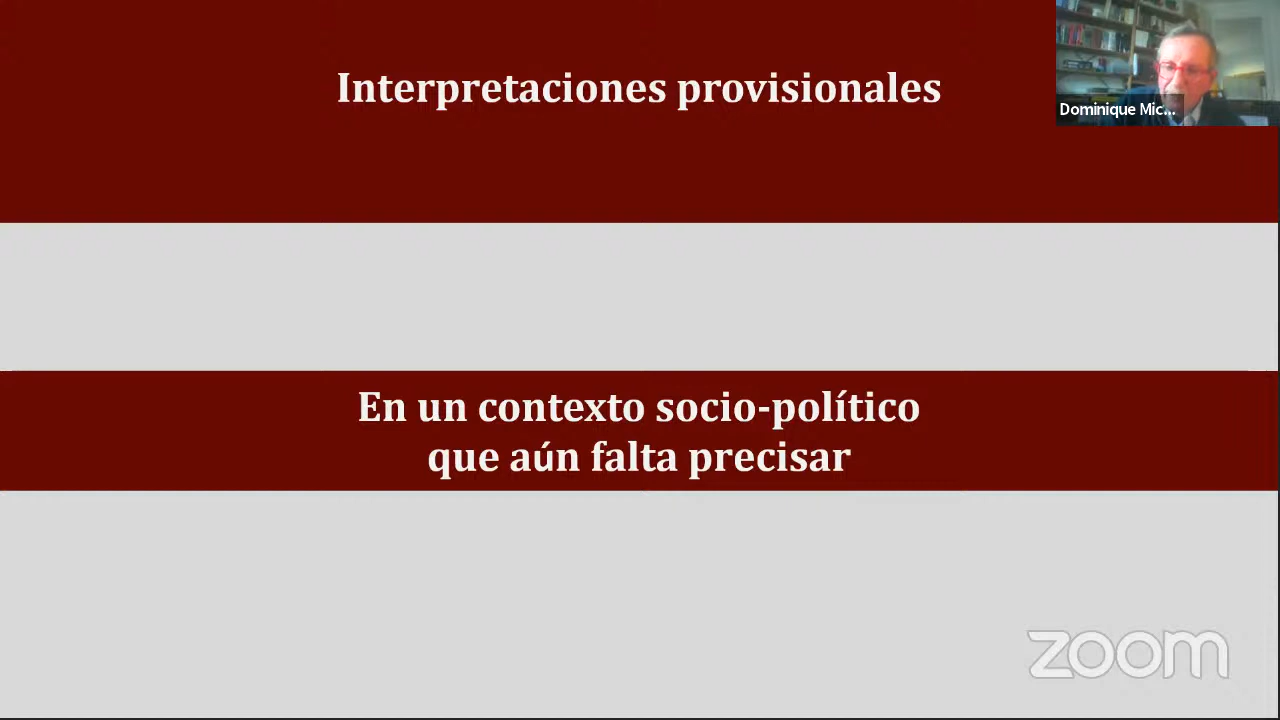 Interpretaciones provisionales
Dominique Mic...
En un contexto socio-político
que aún falta precisar
zoom